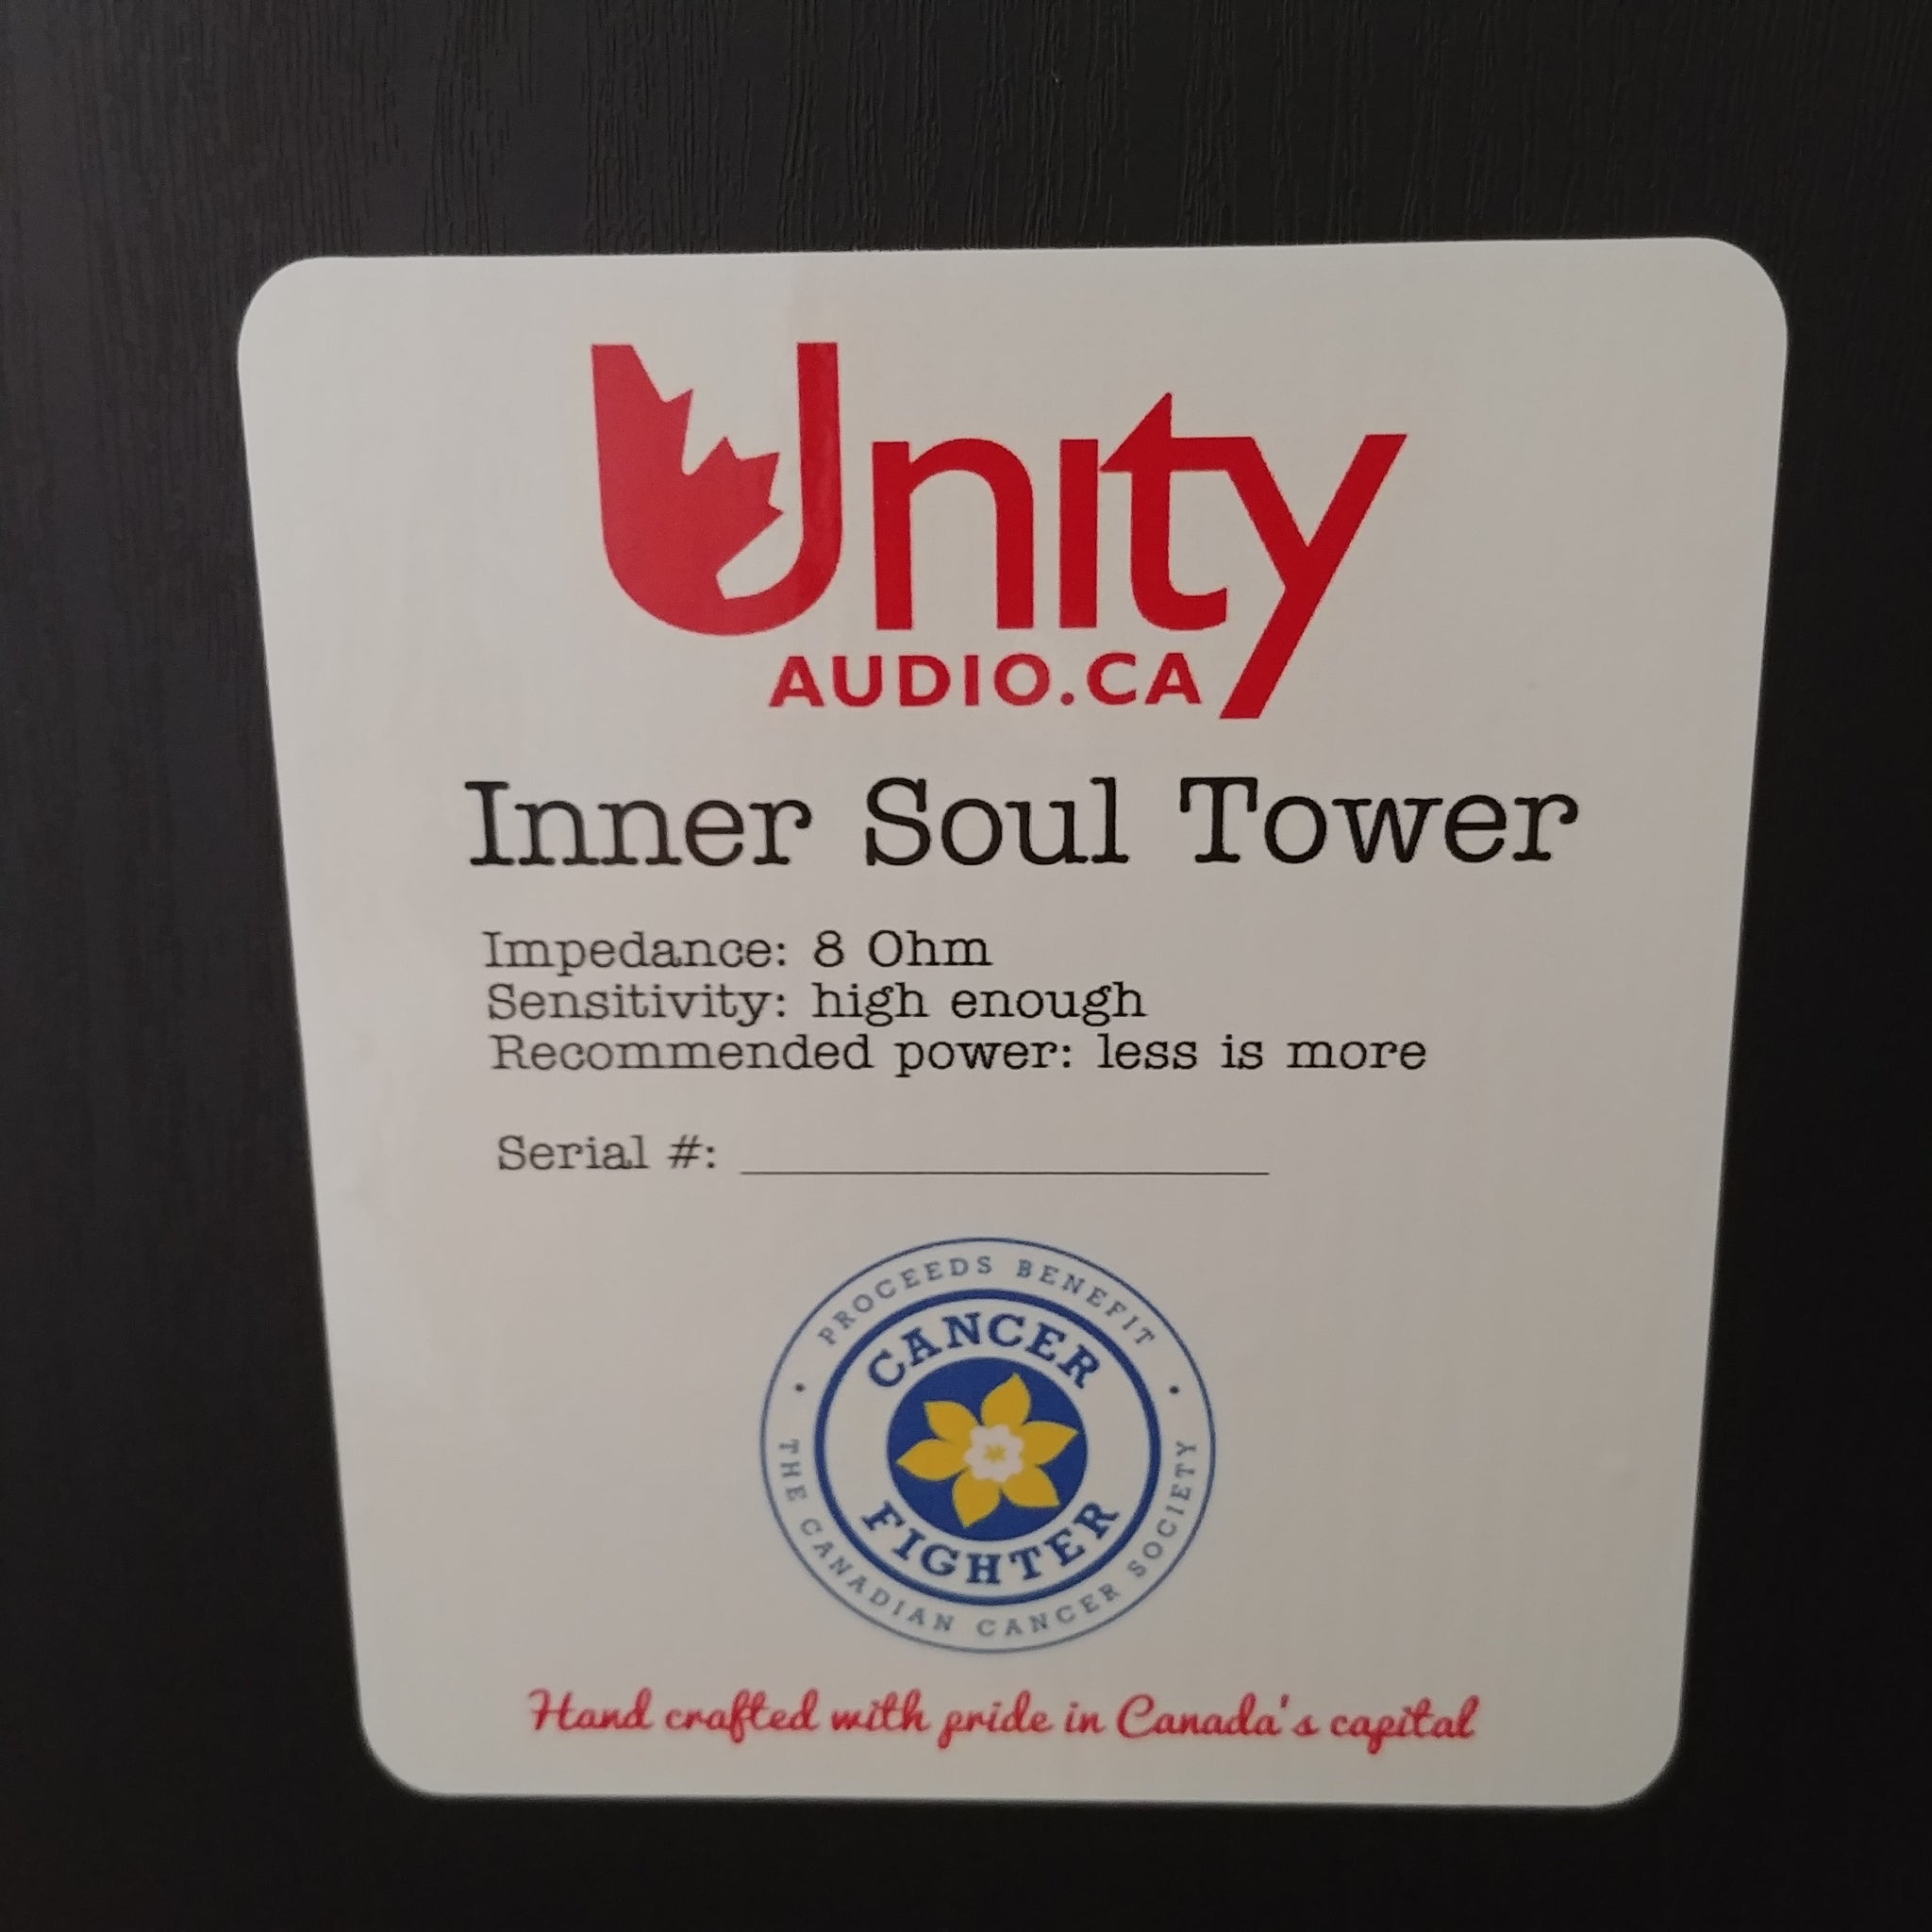 Unity
AUDIO.CA
Inner Soul Tower
Impedance: 8 Ohm
Sensitivity: high enough
Recommended power: less is more
Serial #:
PROCEEDS BENEFIT
CANCER
FIGHTER
THE CANADIAN CANCER SOCIETY
Hand crafted with pride in Canada's capital